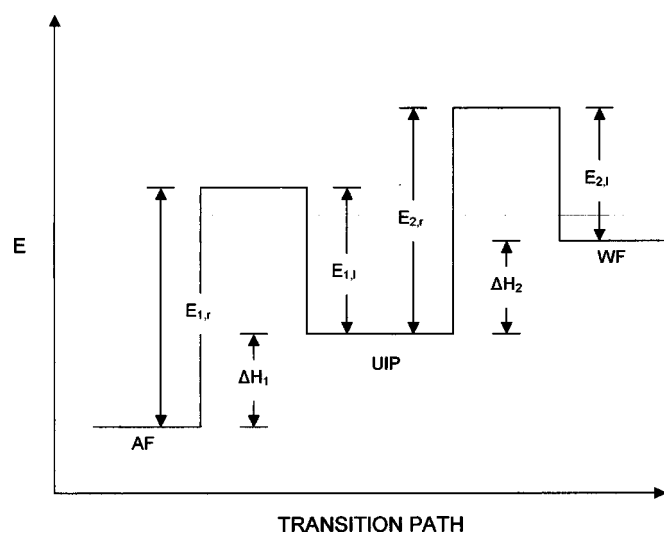 E₂,ᵣ
E₂,ₗ
E
WF
E₁,ₗ
ΔH₂
E₁,ᵣ
UIP
ΔH₁
AF
TRANSITION PATH